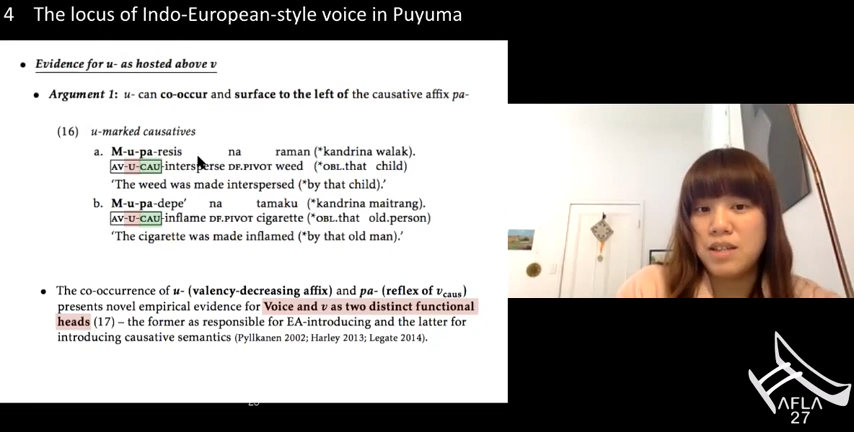 4 The locus of Indo-European-style voice in Puyuma
• Evidence for u- as hosted above v
• Argument 1: u- can co-occur and surface to the left of the causative affix pa-
(16) u-marked causatives
a. M-u-pa-resis na raman (*kandrina walak).
AV-U-CAU-intersperse DF.PIVOT weed (*OBL.that child)
'The weed was made interspersed (*by that child).'
b. M-u-pa-depe' na tamaku (*kandrina maitrang).
AV-U-CAU-inflame DF.PIVOT cigarette (*OBL.that old.person)
'The cigarette was made inflamed (*by that old man).'
• The co-occurrence of u- (valency-decreasing affix) and pa- (reflex of vcaus)
presents novel empirical evidence for Voice and v as two distinct functional
heads (17) – the former as responsible for EA-introducing and the latter for
introducing causative semantics (Pyllkanen 2002; Harley 2013; Legate 2014).
AFLA
27